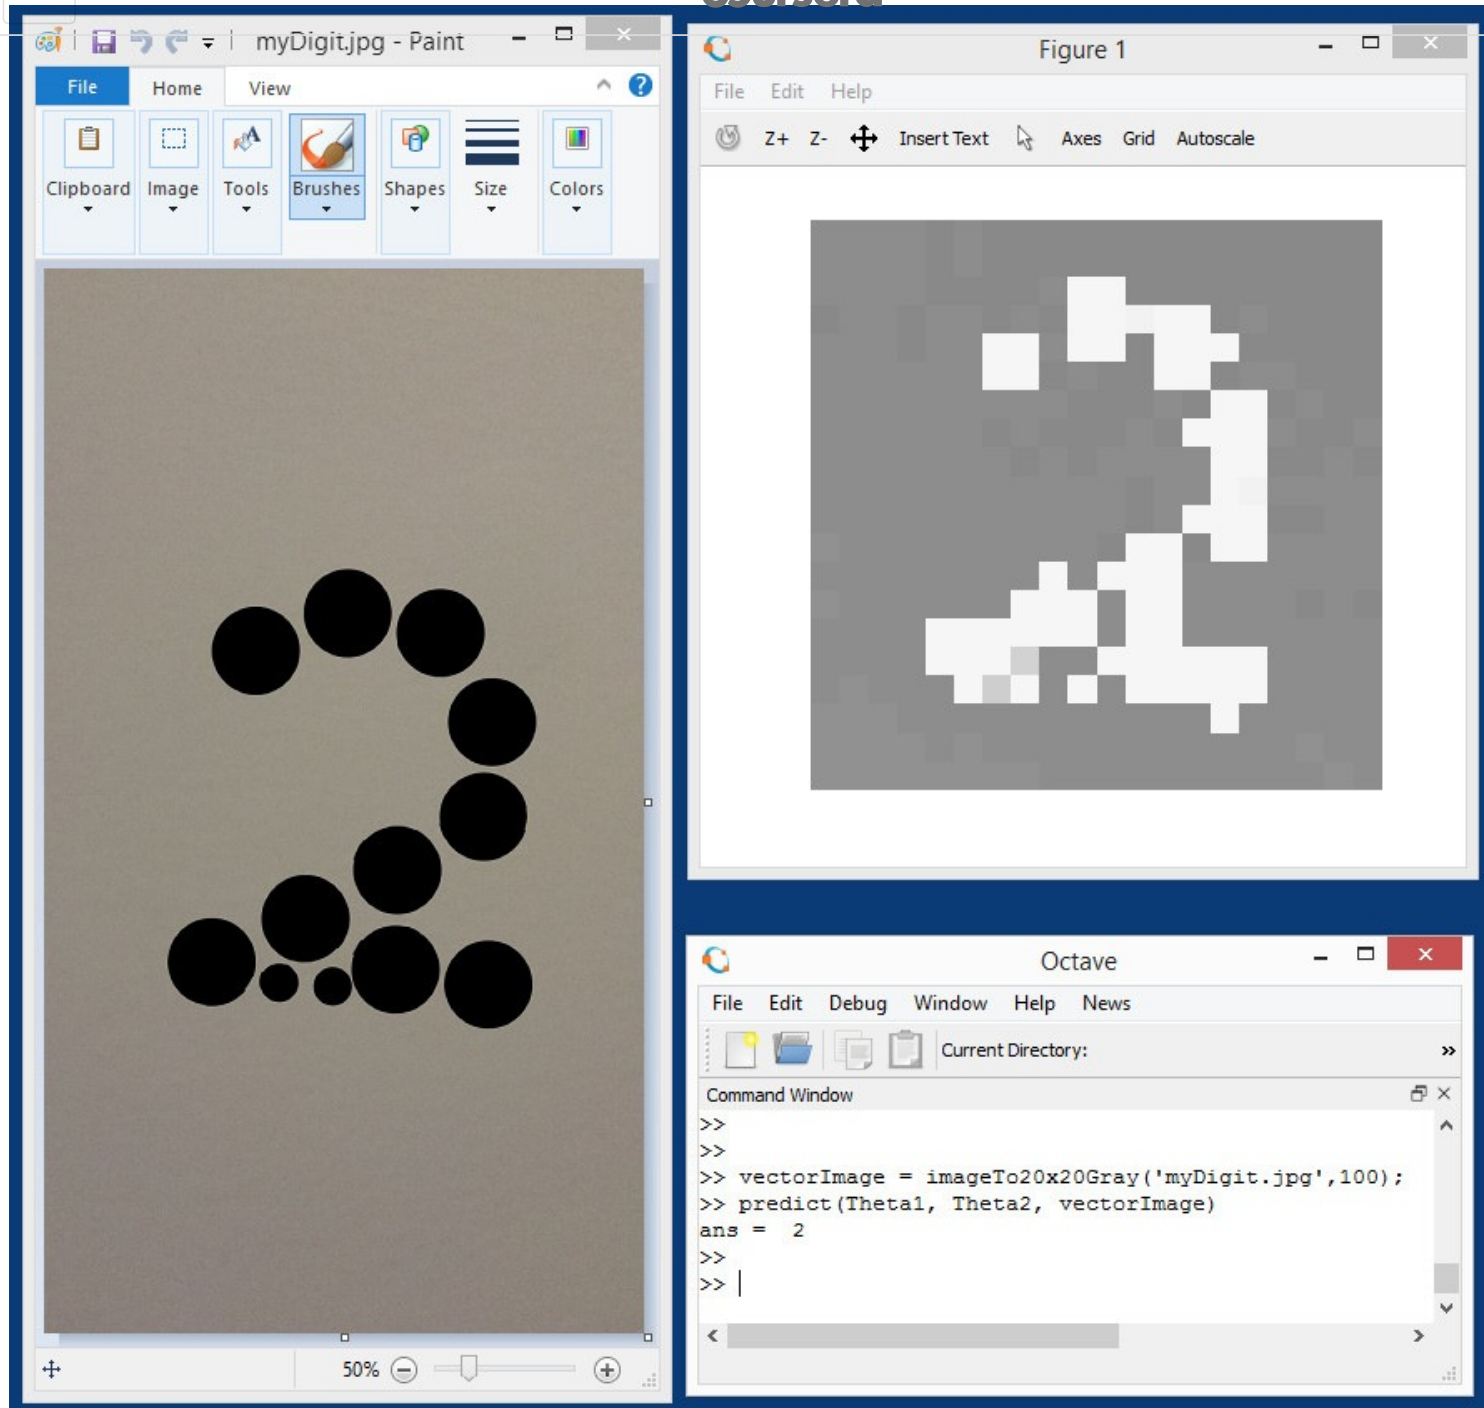 myDigit.jpg - Paint
File Home View
Clipboard Image Tools Brushes Shapes Size Colors
50%
Figure 1
File Edit Help
Z+ Z- Insert Text Axes Grid Autoscale
Octave
File Edit Debug Window Help News
Current Directory: »
Command Window
>>
>>
>> vectorImage = imageTo20x20Gray('myDigit.jpg',100);
>> predict(Theta1, Theta2, vectorImage)
ans = 2
>>
>>